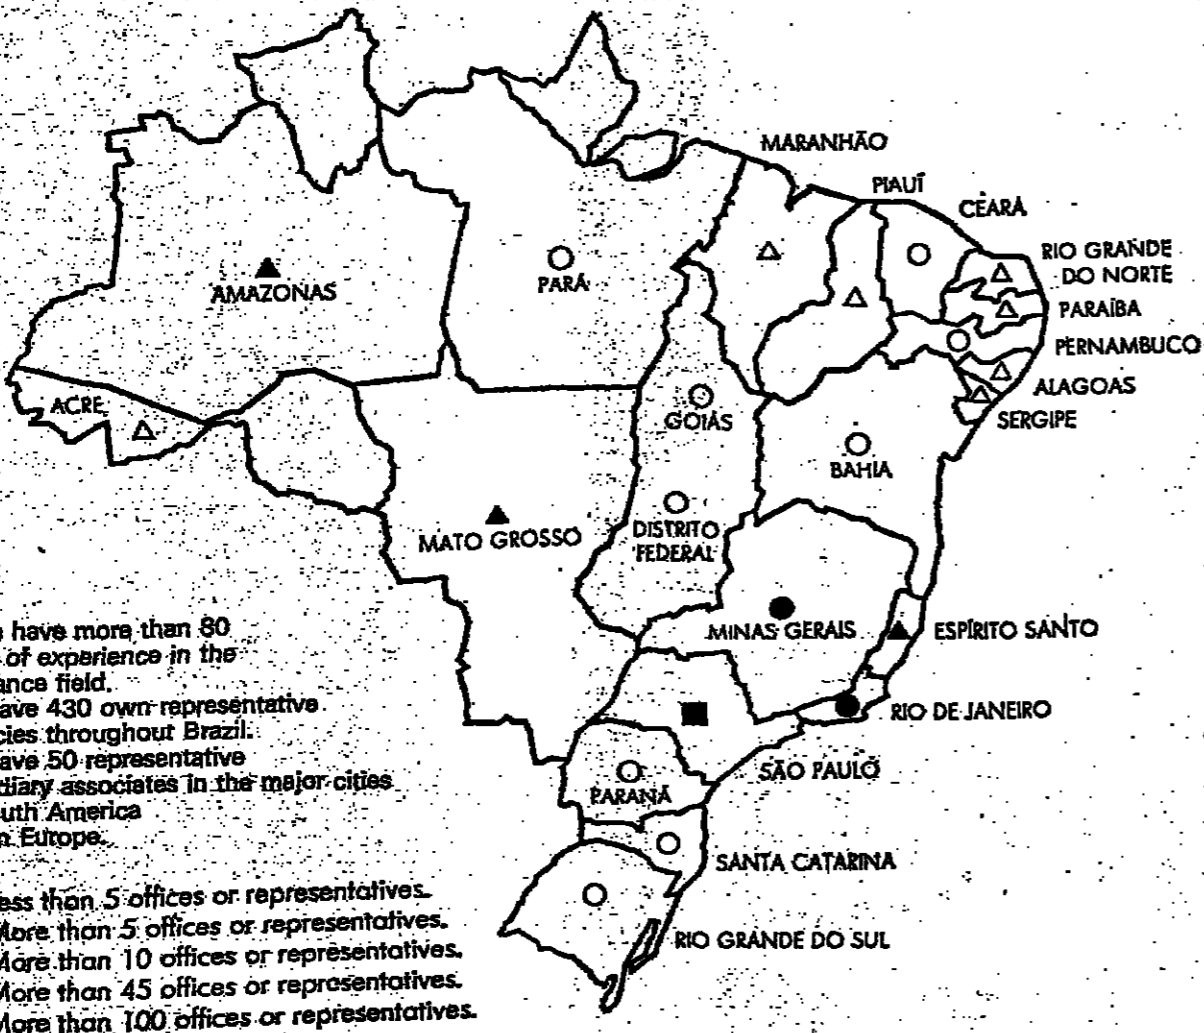 MARANHÃO
PIAUÍ
CEARÁ
RIO GRANDE
DO NORTE
AMAZONAS
PARÁ
PARAÍBA
PERNAMBUCO
ALAGOAS
ACRE
GOIÁS
SERGIPE
BAHIA
MATO GROSSO
DISTRITO
FEDERAL
MINAS GERAIS
ESPÍRITO SANTO
RIO DE JANEIRO
SÃO PAULO
PARANÁ
SANTA CATARINA
RIO GRANDE DO SUL
have more than 80
of experience in the
ance field.
ave 430 own representative
cies throughout Brazil.
ave 50 representative
diary associates in the major cities
uth America
n Europe.
ess than 5 offices or representatives.
More than 5 offices or representatives.
More than 10 offices or representatives.
More than 45 offices or representatives.
More than 100 offices or representatives.